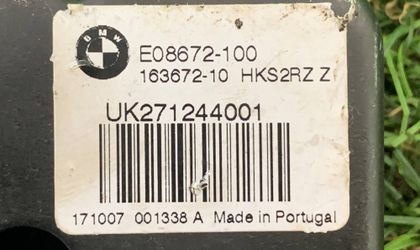 BMW
E08672-100
163672-10 HKS2RZ Z
UK271244001
171007 001338 A Made in Portugal